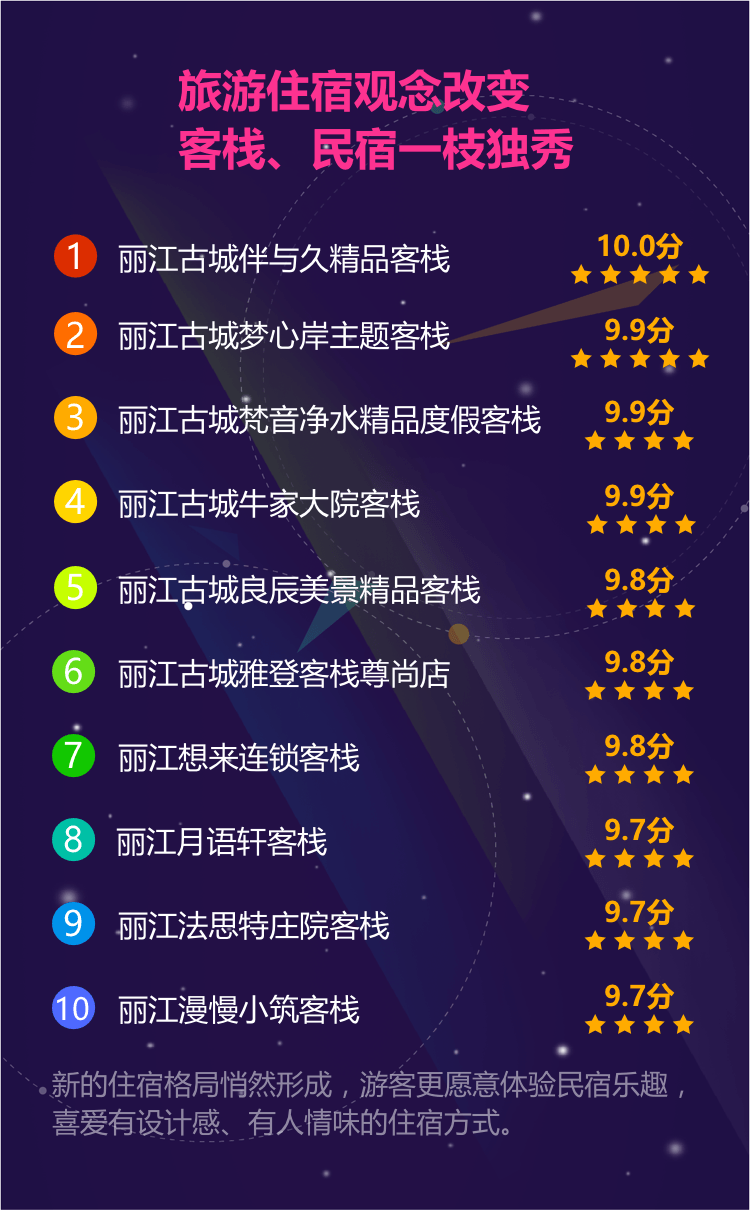 旅游住宿观念改变
客栈、民宿一枝独秀
1 丽江古城伴与久精品客栈 10.0分
2 丽江古城梦心岸主题客栈 9.9分
3 丽江古城梵音净水精品度假客栈 9.9分
4 丽江古城牛家大院客栈 9.9分
5 丽江古城良辰美景精品客栈 9.8分
6 丽江古城雅登客栈尊尚店 9.8分
7 丽江想来连锁客栈 9.8分
8 丽江月语轩客栈 9.7分
9 丽江法思特庄院客栈 9.7分
10 丽江漫慢小筑客栈 9.7分
新的住宿格局悄然形成，游客更愿意体验民宿乐趣，
喜爱有设计感、有人情味的住宿方式。